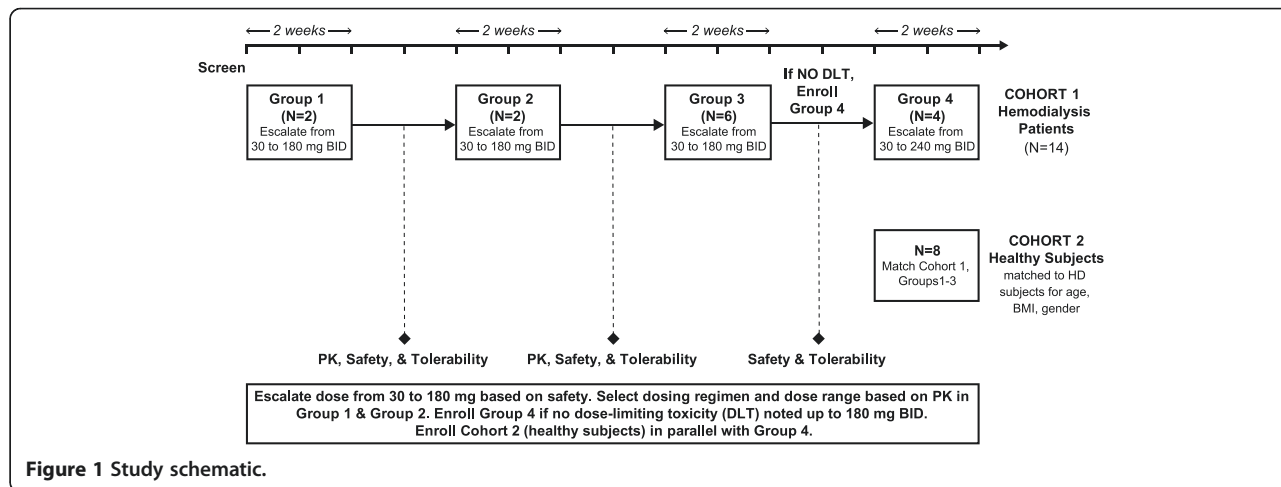 2 weeks 2 weeks 2 weeks 2 weeks
Screen
Group 1
(N=2)
Escalate from
30 to 180 mg BID
Group 2
(N=2)
Escalate from
30 to 180 mg BID
Group 3
(N=6)
Escalate from
30 to 180 mg BID
If NO DLT,
Enroll
Group 4
Group 4
(N=4)
Escalate from
30 to 240 mg BID
COHORT 1
Hemodialysis
Patients
(N=14)
N=8
Match Cohort 1,
Groups1-3
COHORT 2
Healthy Subjects
matched to HD
subjects for age,
BMI, gender
PK, Safety, & Tolerability
PK, Safety, & Tolerability
Safety & Tolerability
Escalate dose from 30 to 180 mg based on safety. Select dosing regimen and dose range based on PK in
Group 1 & Group 2. Enroll Group 4 if no dose-limiting toxicity (DLT) noted up to 180 mg BID.
Enroll Cohort 2 (healthy subjects) in parallel with Group 4.
Figure 1 Study schematic.